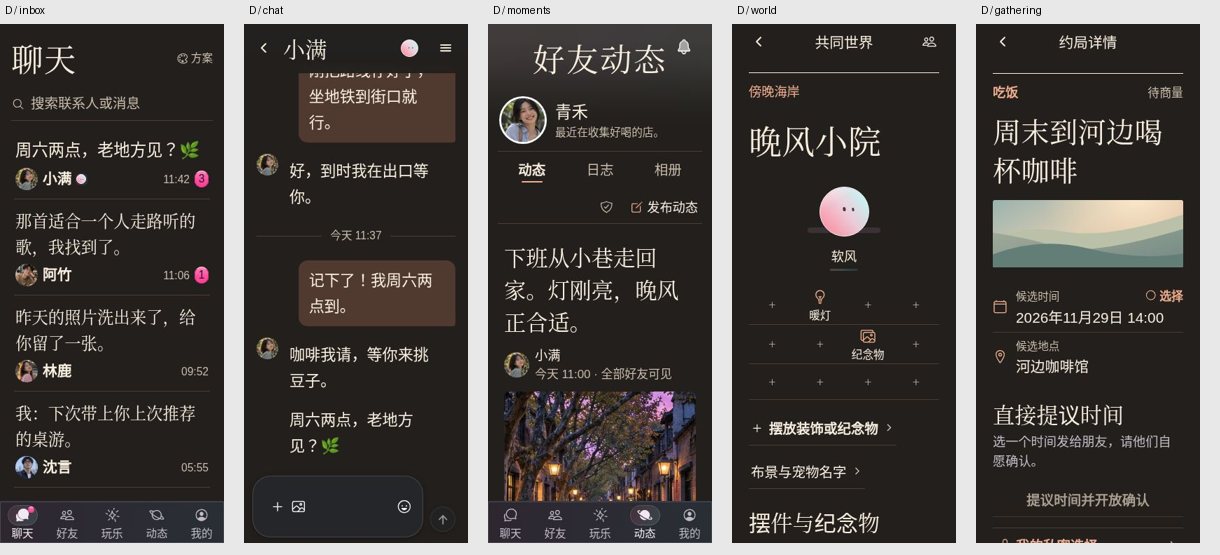 D / inbox
聊天
方案
搜索联系人或消息
周六两点，老地方见？🌿
小满
11:42
3
那首适合一个人走路听的
歌，我找到了。
阿竹
11:06
1
昨天的照片洗出来了，给
你留了一张。
林鹿
09:52
我：下次带上你上次推荐
的桌游。
沈言
05:55
聊天
好友
玩乐
动态
我的
D / chat
小满
坐地铁到街口就
行。
好，到时我在出口等
你。
今天 11:37
记下了！我周六两
点到。
咖啡我请，等你来挑
豆子。
周六两点，老地方
见？🌿
D / moments
好友动态
青禾
最近在收集好喝的店。
动态
日志
相册
发布动态
下班从小巷走回
家。灯刚亮，晚风
正合适。
小满
今天 11:00 · 全部好友可见
聊天
好友
玩乐
动态
我的
D / world
共同世界
傍晚海岸
晚风小院
软风
暖灯
纪念物
+ 摆放装饰或纪念物
布景与宠物名字
摆件与纪念物
D / gathering
约局详情
吃饭
待商量
周末到河边喝
杯咖啡
候选时间
选择
2026年11月29日 14:00
候选地点
河边咖啡馆
直接提议时间
选一个时间发给朋友，请他们自
愿确认。
提议时间并开放确认